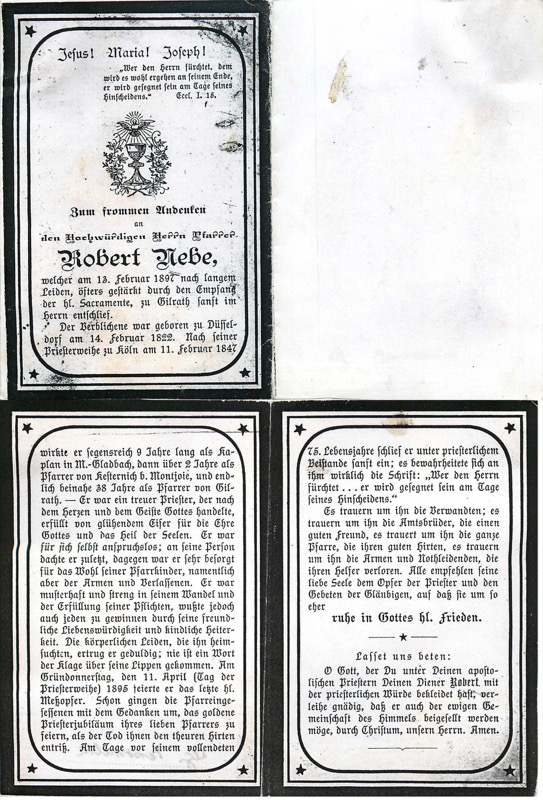 Jesus! Maria! Joseph!
„Wer den Herrn fürchtet, dem
wird es wohl ergehen an seinem Ende,
er wird gesegnet sein am Tage seines
Hinscheidens.“ Eccl. I. 15.
Zum frommen Andenken
an
den Hochwürdigen Herrn Pfarrer
Robert Nebe,
welcher am 13. Februar 1897 nach langem
Leiden, öfters gestärkt durch den Empfang
der hl. Sacramente, zu Gilrath sanft im
Herrn entschlief.
Der Verblichene war geboren zu Düssel-
dorf am 14. Februar 1822. Nach seiner
Priesterweihe zu Köln am 11. Februar 1847
wirkte er segensreich 9 Jahre lang als Ka-
plan in M.-Gladbach, dann über 2 Jahre als
Pfarrer von Kesternich b. Montjoie, und end-
lich beinahe 38 Jahre als Pfarrer von Gil-
rath. — Er war ein treuer Priester, der nach
dem Herzen und dem Geiste Gottes handelte,
erfüllt von glühendem Eifer für die Ehre
Gottes und das Heil der Seelen. Er war
für sich selbst anspruchslos; an seine Person
dachte er zuletzt, dagegen war er sehr besorgt
für das Wohl seiner Pfarrkinder, namentlich
aber der Armen und Verlassenen. Er war
musterhaft und streng in seinem Wandel und
der Erfüllung seiner Pflichten, wußte jedoch
auch jeden zu gewinnen durch seine freund-
liche Liebenswürdigkeit und kindliche Heiter-
keit. Die körperlichen Leiden, die ihn heim-
suchten, ertrug er geduldig; nie ist ein Wort
der Klage über seine Lippen gekommen. Am
Gründonnerstag, den 11. April (Tag der
Priesterweihe) 1895 feierte er das letzte hl.
Meßopfer. Schon gingen die Pfarreinge-
sessenen mit dem Gedanken um, das goldene
Priesterjubiläum ihres lieben Pfarrers zu
feiern, als der Tod ihnen den theuren Hirten
entriß. Am Tage vor seinem vollendeten
75. Lebensjahre schlief er unter priesterlichem
Beistande sanft ein; es bewahrheitete sich an
ihm wirklich die Schrift: „Wer den Herrn
fürchtet . . . er wird gesegnet sein am Tage
seines Hinscheidens.“
Es trauern um ihn die Verwandten; es
trauern um ihn die Amtsbrüder, die einen
guten Freund, es trauert um ihn die ganze
Pfarre, die ihren guten Hirten, es trauern
um ihn die Armen und Nothleidenden, die
ihren Helfer verloren. Alle empfehlen seine
liebe Seele dem Opfer der Priester und den
Gebeten der Gläubigen, auf daß sie um so
eher
ruhe in Gottes hl. Frieden.
Lasset uns beten:
O Gott, der Du unter Deinen aposto-
lischen Priestern Deinen Diener Robert mit
der priesterlichen Würde bekleidet hast, ver-
leihe gnädig, daß er auch der ewigen Ge-
meinschaft des Himmels beigesellt werden
möge, durch Christum, unsern Herrn. Amen.